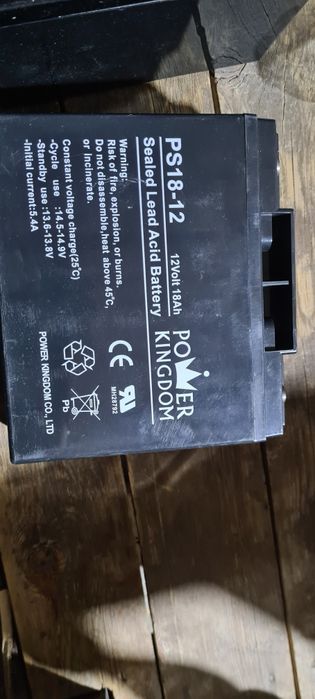 PS18-12
12Volt 18Ah
Sealed Lead Acid Battery
POWER
KINGDOM
Warning:
Risk of fire, explosion, or burns.
Do not disassemble,heat above 45℃,
or incinerate.
CE
MH28792
Pb
Constant voltage charge(25℃)
-Cycle use :14.5-14.9V
-Standby use :13.6-13.8V
-Initial current:5.4A
POWER KINGDOM CO., LTD